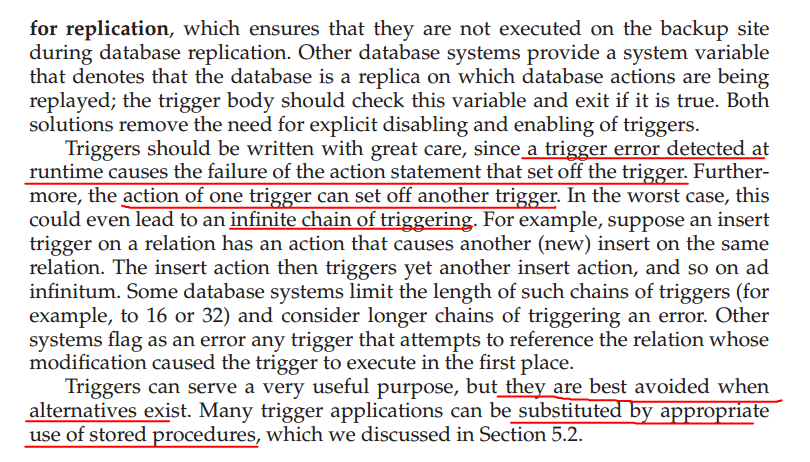 for replication, which ensures that they are not executed on the backup site
during database replication. Other database systems provide a system variable
that denotes that the database is a replica on which database actions are being
replayed; the trigger body should check this variable and exit if it is true. Both
solutions remove the need for explicit disabling and enabling of triggers.
Triggers should be written with great care, since a trigger error detected at
runtime causes the failure of the action statement that set off the trigger. Further-
more, the action of one trigger can set off another trigger. In the worst case, this
could even lead to an infinite chain of triggering. For example, suppose an insert
trigger on a relation has an action that causes another (new) insert on the same
relation. The insert action then triggers yet another insert action, and so on ad
infinitum. Some database systems limit the length of such chains of triggers (for
example, to 16 or 32) and consider longer chains of triggering an error. Other
systems flag as an error any trigger that attempts to reference the relation whose
modification caused the trigger to execute in the first place.
Triggers can serve a very useful purpose, but they are best avoided when
alternatives exist. Many trigger applications can be substituted by appropriate
use of stored procedures, which we discussed in Section 5.2.